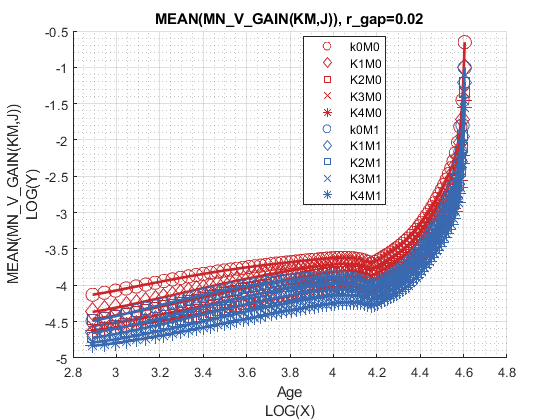 MEAN(MN_V_GAIN(KM,J)), r_gap=0.02
MEAN(MN_V_GAIN(KM,J))
LOG(Y)
-0.5
-1
-1.5
-2
-2.5
-3
-3.5
-4
-4.5
-5
k0M0
K1M0
K2M0
K3M0
K4M0
k0M1
K1M1
K2M1
K3M1
K4M1
2.8 3 3.2 3.4 3.6 3.8 4 4.2 4.4 4.6 4.8
Age
LOG(X)